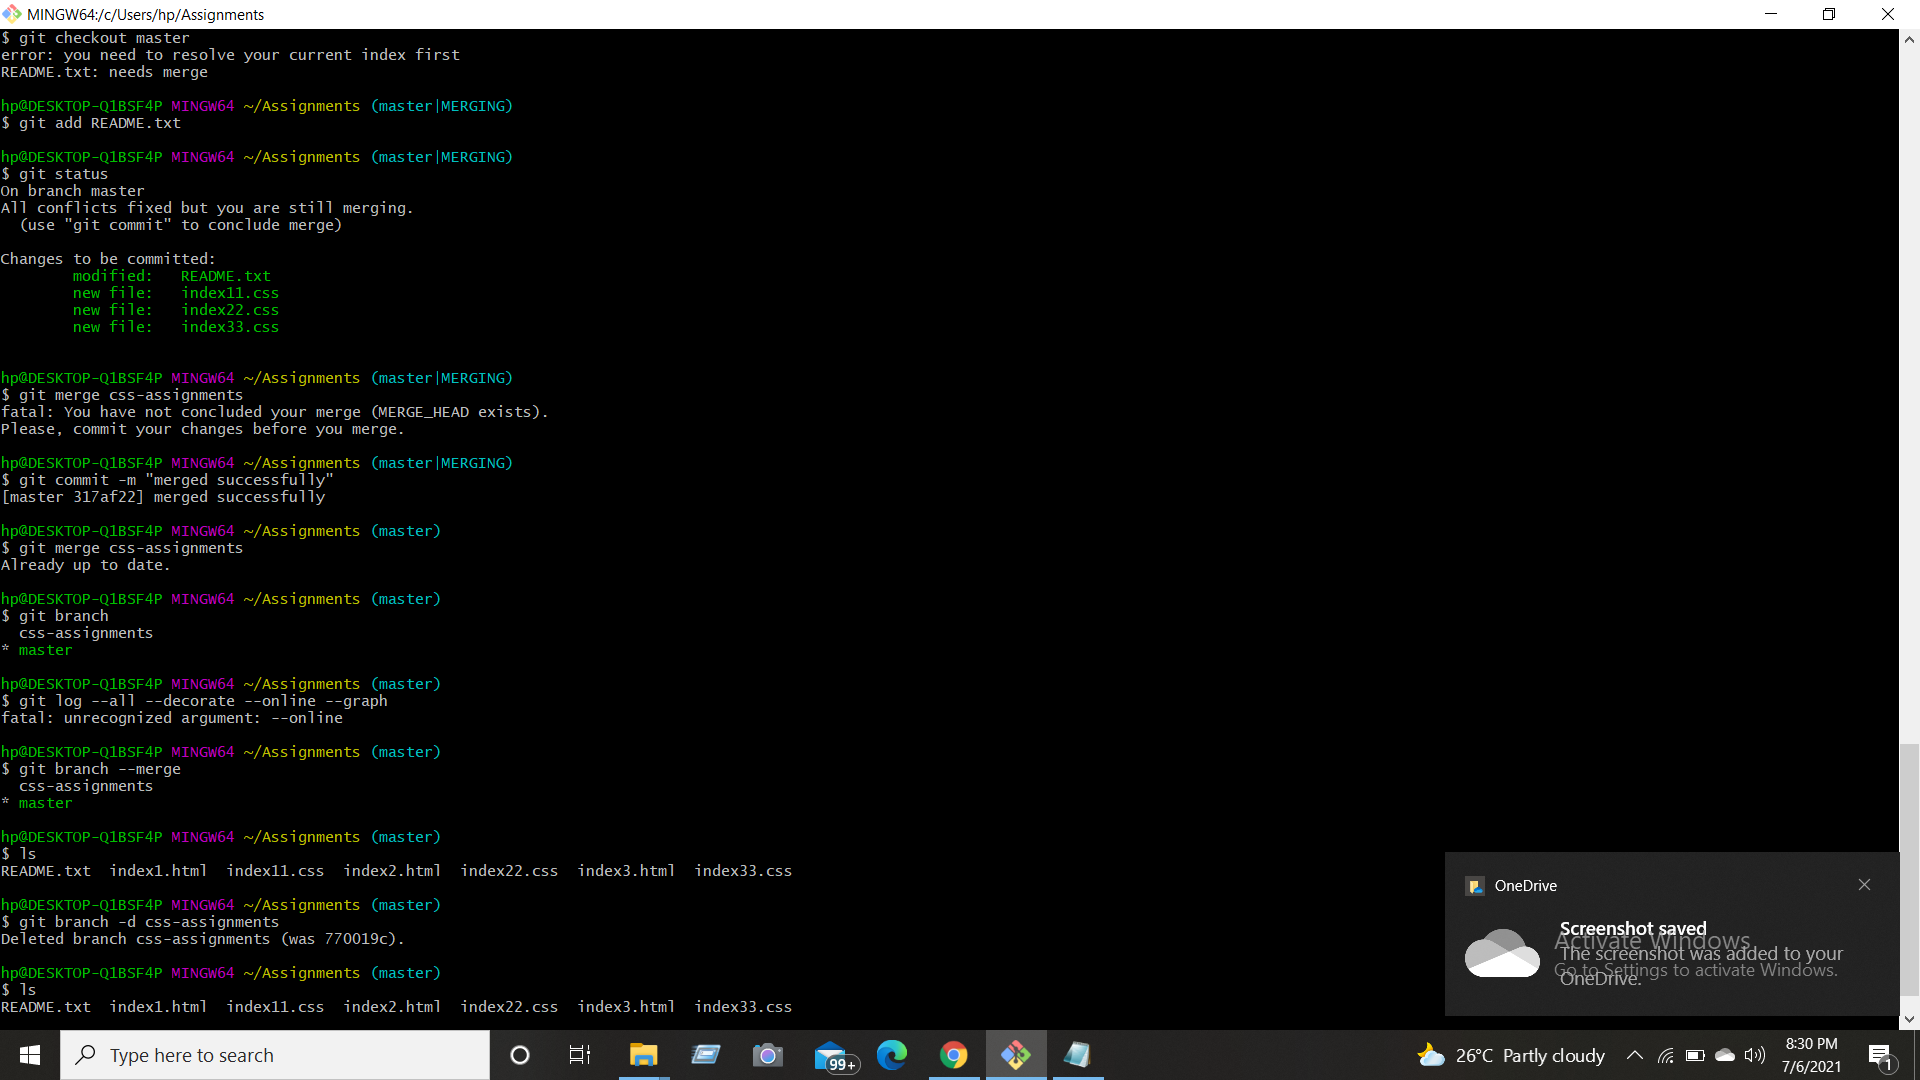 MINGW64:/c/Users/hp/Assignments
$ git checkout master
error: you need to resolve your current index first
README.txt: needs merge
hp@DESKTOP-Q1BSF4P MINGW64 ~/Assignments (master|MERGING)
$ git add README.txt
hp@DESKTOP-Q1BSF4P MINGW64 ~/Assignments (master|MERGING)
$ git status
On branch master
All conflicts fixed but you are still merging.
  (use "git commit" to conclude merge)
Changes to be committed:
        modified:   README.txt
        new file:   index11.css
        new file:   index22.css
        new file:   index33.css
hp@DESKTOP-Q1BSF4P MINGW64 ~/Assignments (master|MERGING)
$ git merge css-assignments
fatal: You have not concluded your merge (MERGE_HEAD exists).
Please, commit your changes before you merge.
hp@DESKTOP-Q1BSF4P MINGW64 ~/Assignments (master|MERGING)
$ git commit -m "merged successfully"
[master 317af22] merged successfully
hp@DESKTOP-Q1BSF4P MINGW64 ~/Assignments (master)
$ git merge css-assignments
Already up to date.
hp@DESKTOP-Q1BSF4P MINGW64 ~/Assignments (master)
$ git branch
  css-assignments
* master
hp@DESKTOP-Q1BSF4P MINGW64 ~/Assignments (master)
$ git log --all --decorate --online --graph
fatal: unrecognized argument: --online
hp@DESKTOP-Q1BSF4P MINGW64 ~/Assignments (master)
$ git branch --merge
  css-assignments
* master
hp@DESKTOP-Q1BSF4P MINGW64 ~/Assignments (master)
$ ls
README.txt  index1.html  index11.css  index2.html  index22.css  index3.html  index33.css
hp@DESKTOP-Q1BSF4P MINGW64 ~/Assignments (master)
$ git branch -d css-assignments
Deleted branch css-assignments (was 770019c).
hp@DESKTOP-Q1BSF4P MINGW64 ~/Assignments (master)
$ ls
README.txt  index1.html  index11.css  index2.html  index22.css  index3.html  index33.css
OneDrive
Screenshot saved
The screenshot was added to your
OneDrive.
Activate Windows
Go to Settings to activate Windows.
Type here to search
99+
26°C Partly cloudy
8:30 PM
7/6/2021
1